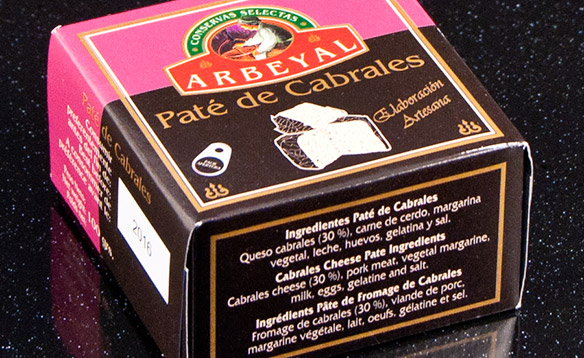 CONSERVAS SELECTAS
ARBEYAL
Paté de Cabrales
Elaboración
Artesana
Paté de Cabrales
2016
Ingredientes Paté de Cabrales
Queso cabrales (30 %), carne de cerdo, margarina
vegetal, leche, huevos, gelatina y sal.
Cabrales Cheese Paté Ingredients
Cabrales cheese (30 %), pork meat, vegetal margarine,
milk, eggs, gelatine and salt.
Ingrédients Pâte de Fromage de Cabrales
Fromage de cabrales (30 %), viande de porc,
margarine végétale, lait, oeufs, gélatine et sel.